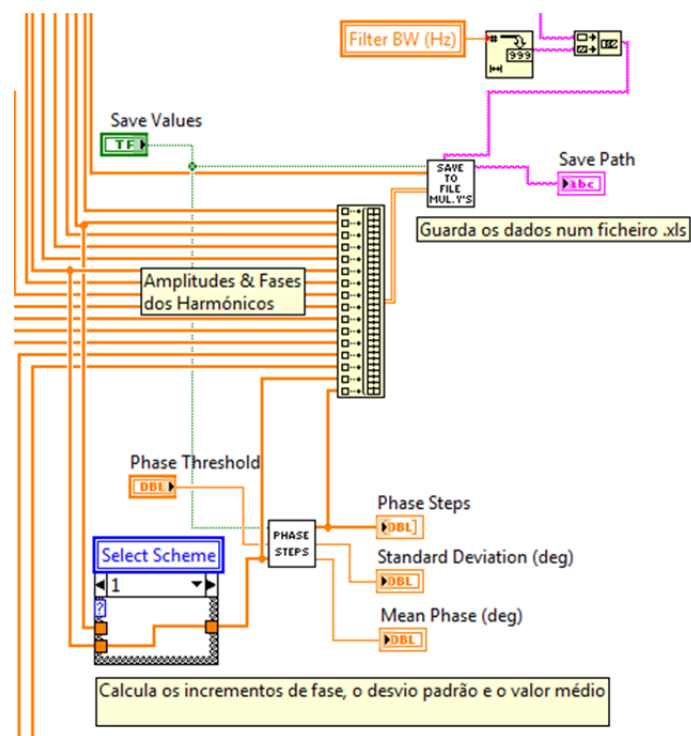 Filter BW (Hz)
#
999
Save Values
TF
SAVE
TO
FILE
MUL.Y'S
Save Path
abc
Guarda os dados num ficheiro .xls
Amplitudes & Fases
dos Harmónicos
Phase Threshold
DBL
PHASE
STEPS
Phase Steps
DBL]
Standard Deviation (deg)
DBL
Mean Phase (deg)
DBL
Select Scheme
1
?
Calcula os incrementos de fase, o desvio padrão e o valor médio